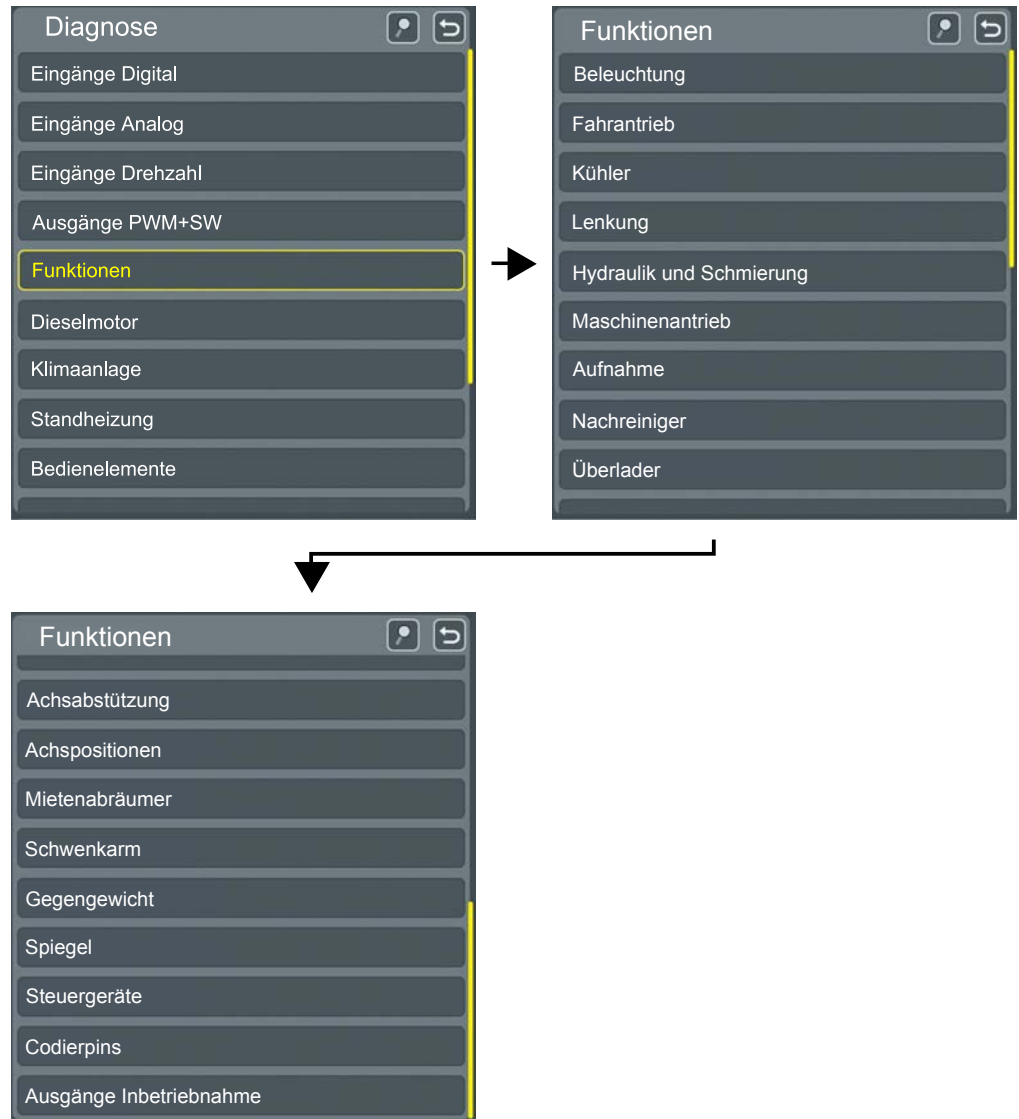 Diagnose
Eingänge Digital
Eingänge Analog
Eingänge Drehzahl
Ausgänge PWM+SW
Funktionen
Dieselmotor
Klimaanlage
Standheizung
Bedienelemente
Funktionen
Beleuchtung
Fahrantrieb
Kühler
Lenkung
Hydraulik und Schmierung
Maschinenantrieb
Aufnahme
Nachreiniger
Überlader
Funktionen
Achsabstützung
Achspositionen
Mietenabräumer
Schwenkarm
Gegengewicht
Spiegel
Steuergeräte
Codierpins
Ausgänge Inbetriebnahme